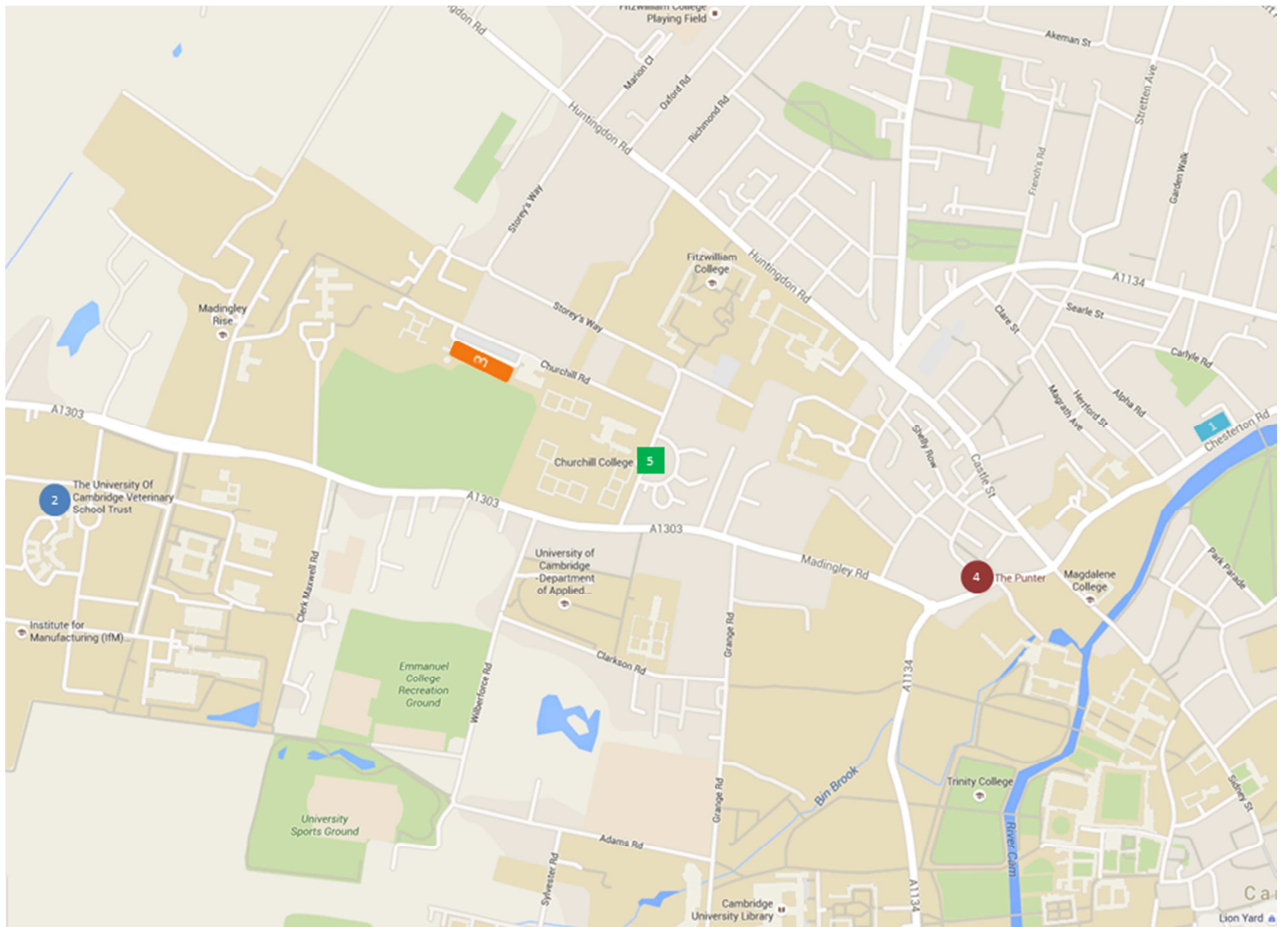 Fitzwilliam College
Playing Field
Huntingdon Rd
Marion Cl
Oxford Rd
Richmond Rd
Akeman St
Stretten Ave
French's Rd
Garden Walk
Storey's Way
Fitzwilliam
College
Huntingdon Rd
A1134
Madingley
Rise
Storey's Way
Clare St
Searle St
3
Churchill Rd
Carlyle Rd
Magrath Ave
Hertford St
Alpha Rd
1
Chesterton Rd
A1303
Shelly Row
Castle St
Churchill College
5
2
The University Of
Cambridge Veterinary
School Trust
A1303
A1303
University of
Cambridge
-Department
of Applied...
Madingley Rd
4
The Punter
Magdalene
College
Park Parade
Clerk Maxwell Rd
Institute for
Manufacturing (IfM)...
Grange Rd
Clarkson Rd
Emmanuel
College
Recreation
Ground
Wilberforce Rd
A1134
Bin Brook
Trinity College
Sidney St
Grange Rd
University
Sports Ground
Adams Rd
River Cam
Sylvester Rd
Cambridge
University Library
A1134
Ca
Lion Yard